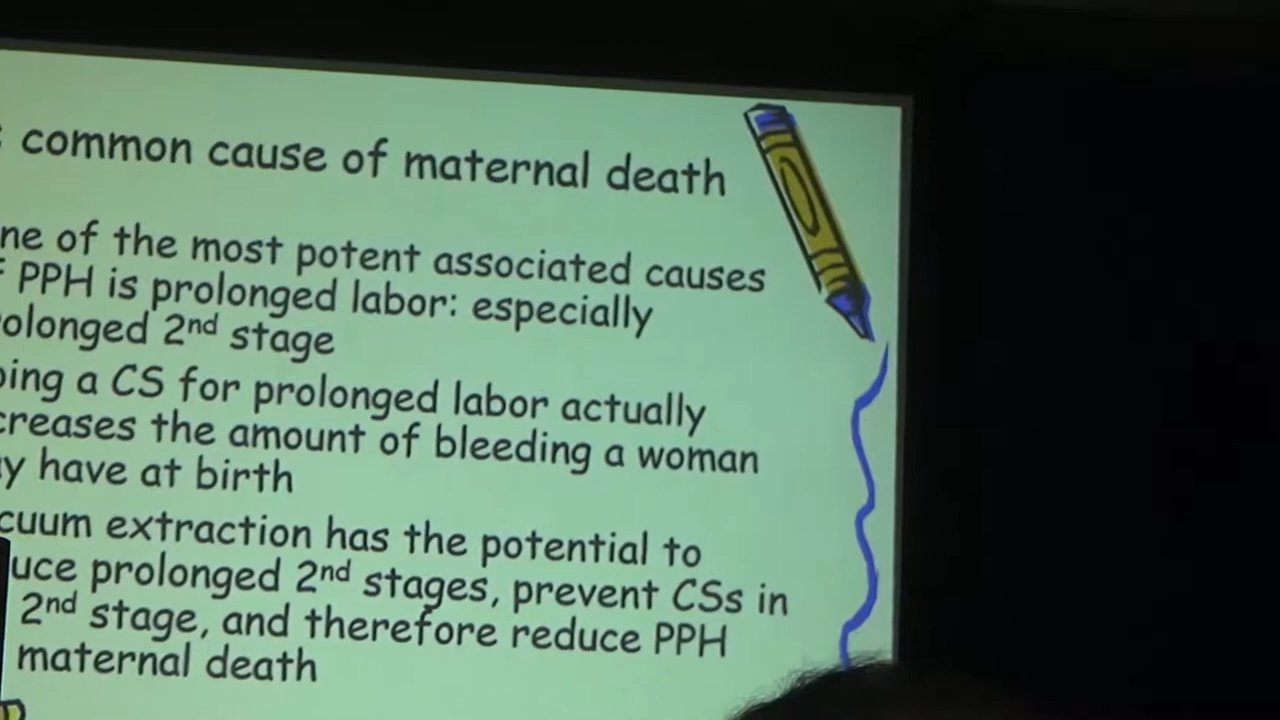 common cause of maternal death
ne of the most potent associated causes
PPH is prolonged labor: especially
olonged 2nd stage
ing a CS for prolonged labor actually
creases the amount of bleeding a woman
y have at birth
cuum extraction has the potential to
uce prolonged 2nd stages, prevent CSs in
2nd stage, and therefore reduce PPH
maternal death